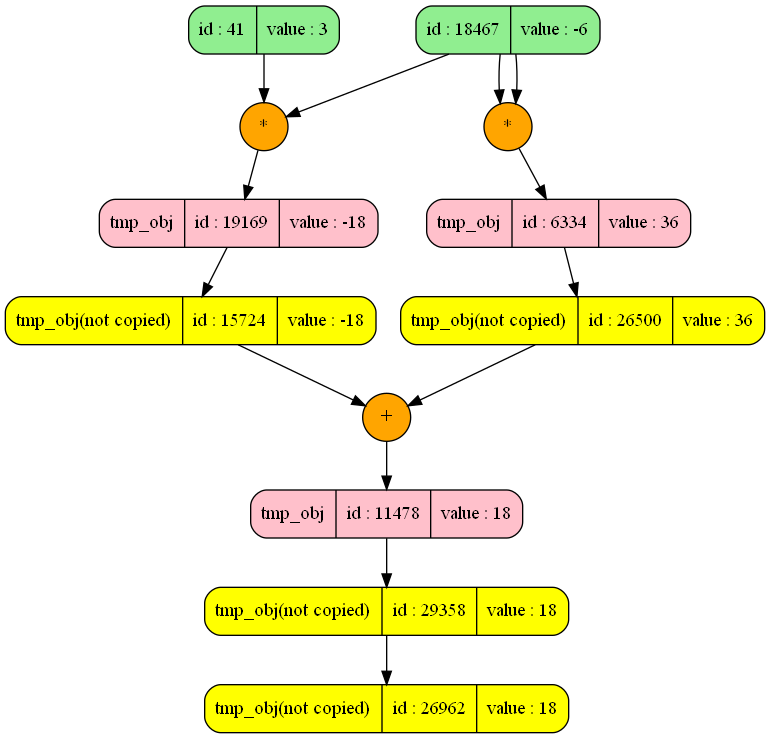 id : 41 value : 3
id : 18467 value : -6
*
*
tmp_obj id : 19169 value : -18
tmp_obj id : 6334 value : 36
tmp_obj(not copied) id : 15724 value : -18
tmp_obj(not copied) id : 26500 value : 36
+
tmp_obj id : 11478 value : 18
tmp_obj(not copied) id : 29358 value : 18
tmp_obj(not copied) id : 26962 value : 18